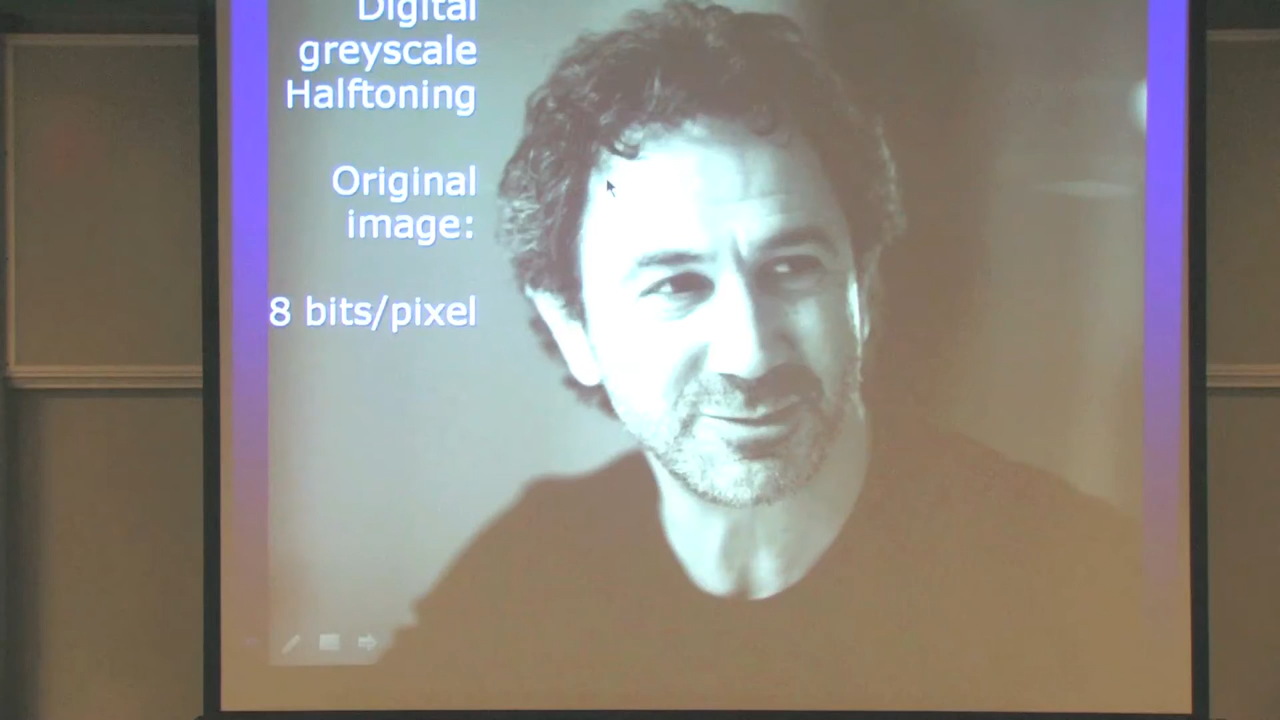 Digital
greyscale
Halftoning
Original
image:
8 bits/pixel